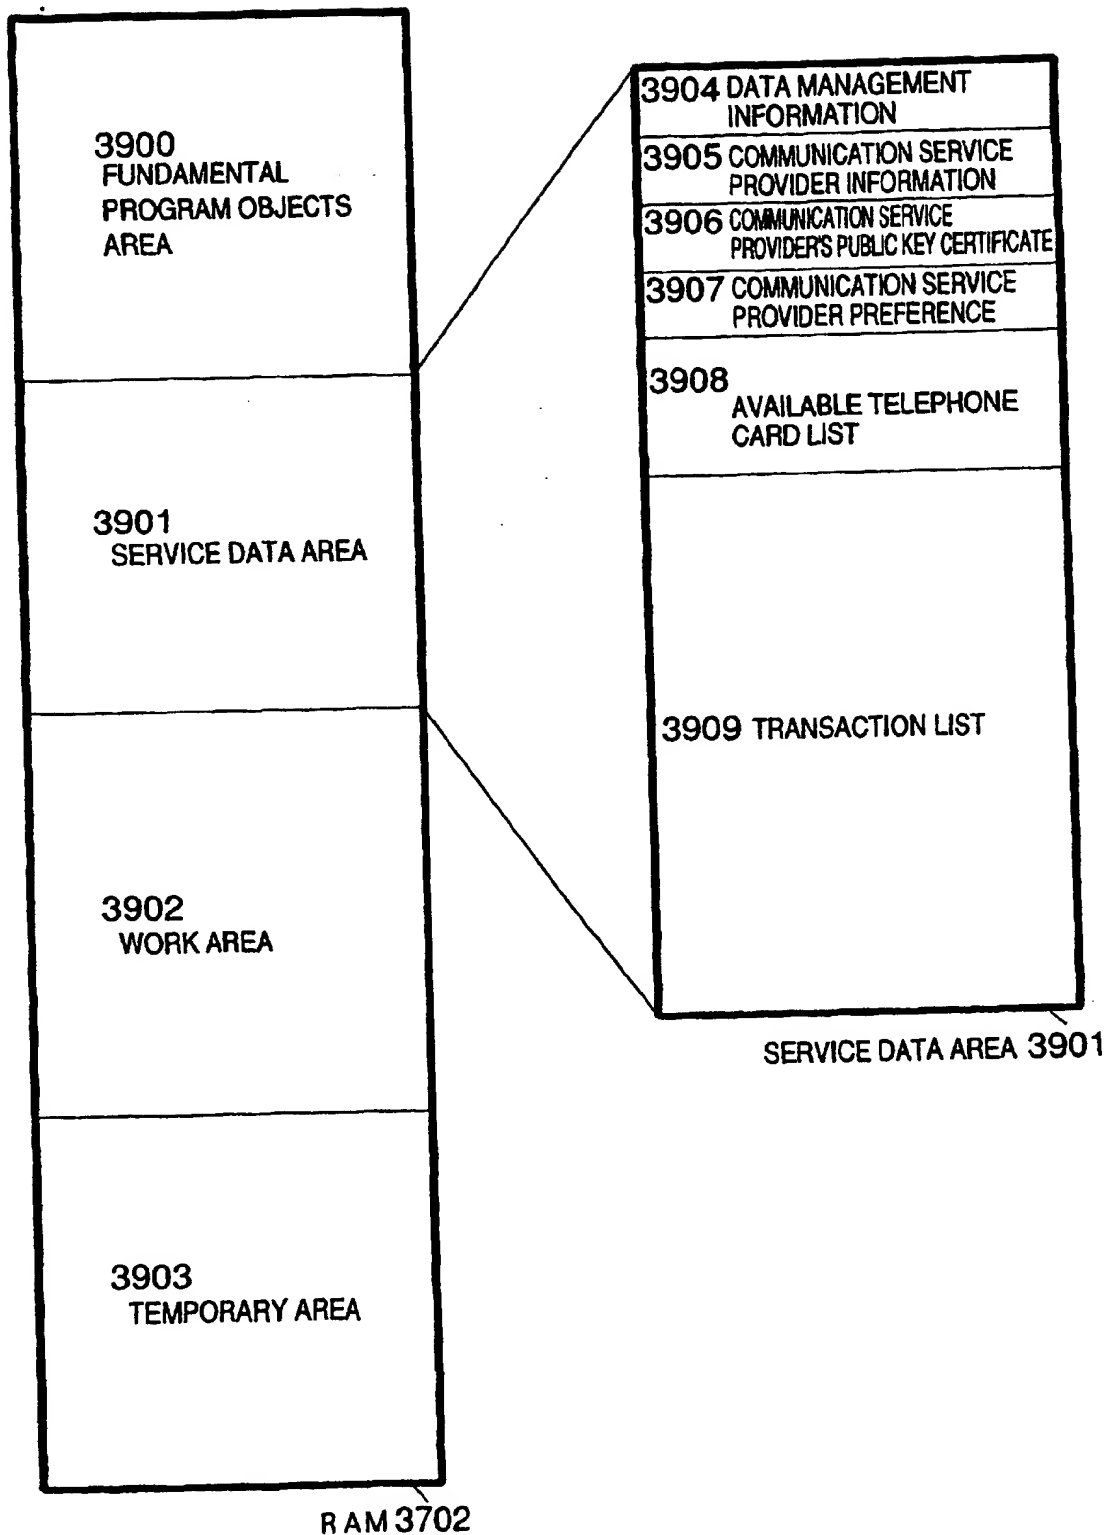 3900
FUNDAMENTAL
PROGRAM OBJECTS
AREA
3901
SERVICE DATA AREA
3902
WORK AREA
3903
TEMPORARY AREA
RAM 3702
3904 DATA MANAGEMENT
INFORMATION
3905 COMMUNICATION SERVICE
PROVIDER INFORMATION
3906 COMMUNICATION SERVICE
PROVIDER'S PUBLIC KEY CERTIFICATE
3907 COMMUNICATION SERVICE
PROVIDER PREFERENCE
3908
AVAILABLE TELEPHONE
CARD LIST
3909 TRANSACTION LIST
SERVICE DATA AREA 3901